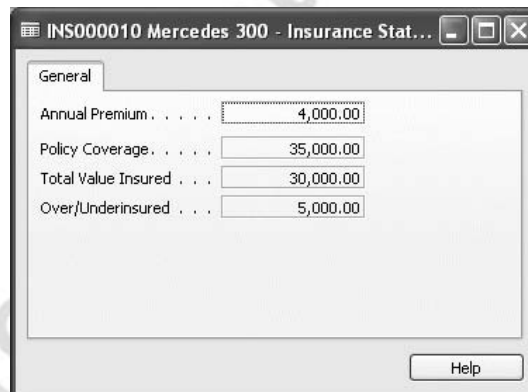 INS000010 Mercedes 300 - Insurance Stat...
General
Annual Premium . . . . . 4,000.00
Policy Coverage. . . . . 35,000.00
Total Value Insured . . . 30,000.00
Over/Underinsured . . . 5,000.00
Help